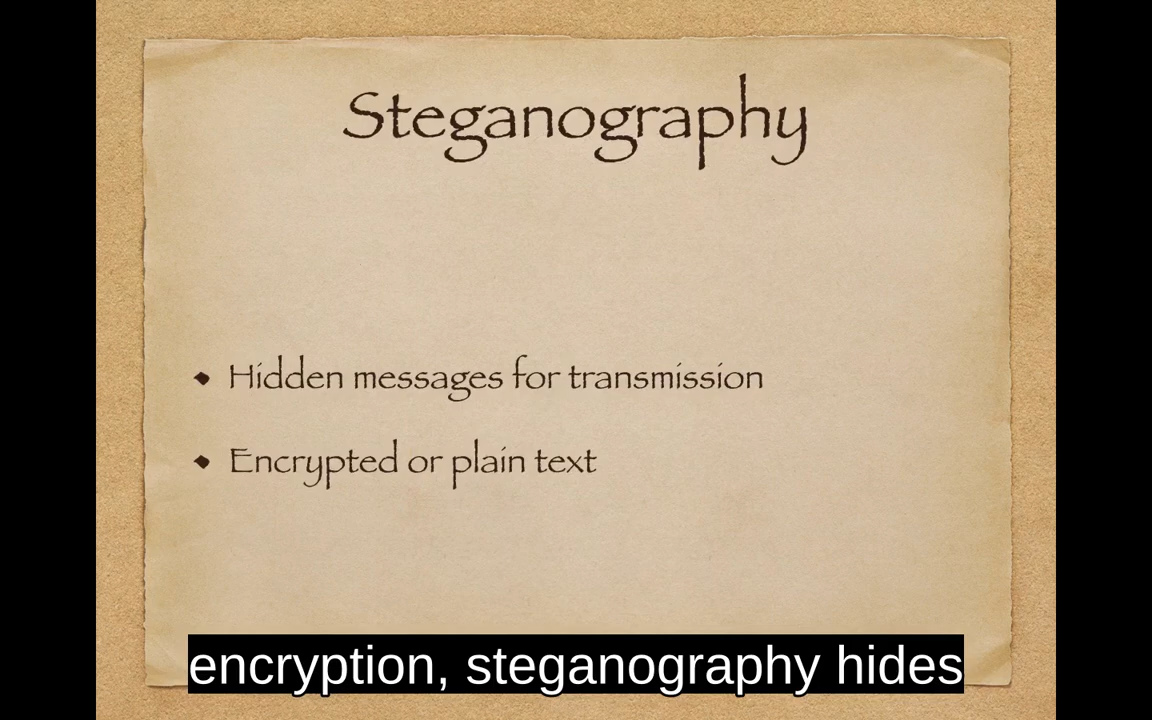 Steganography
Hidden messages for transmission
Encrypted or plain text
encryption, steganography hides